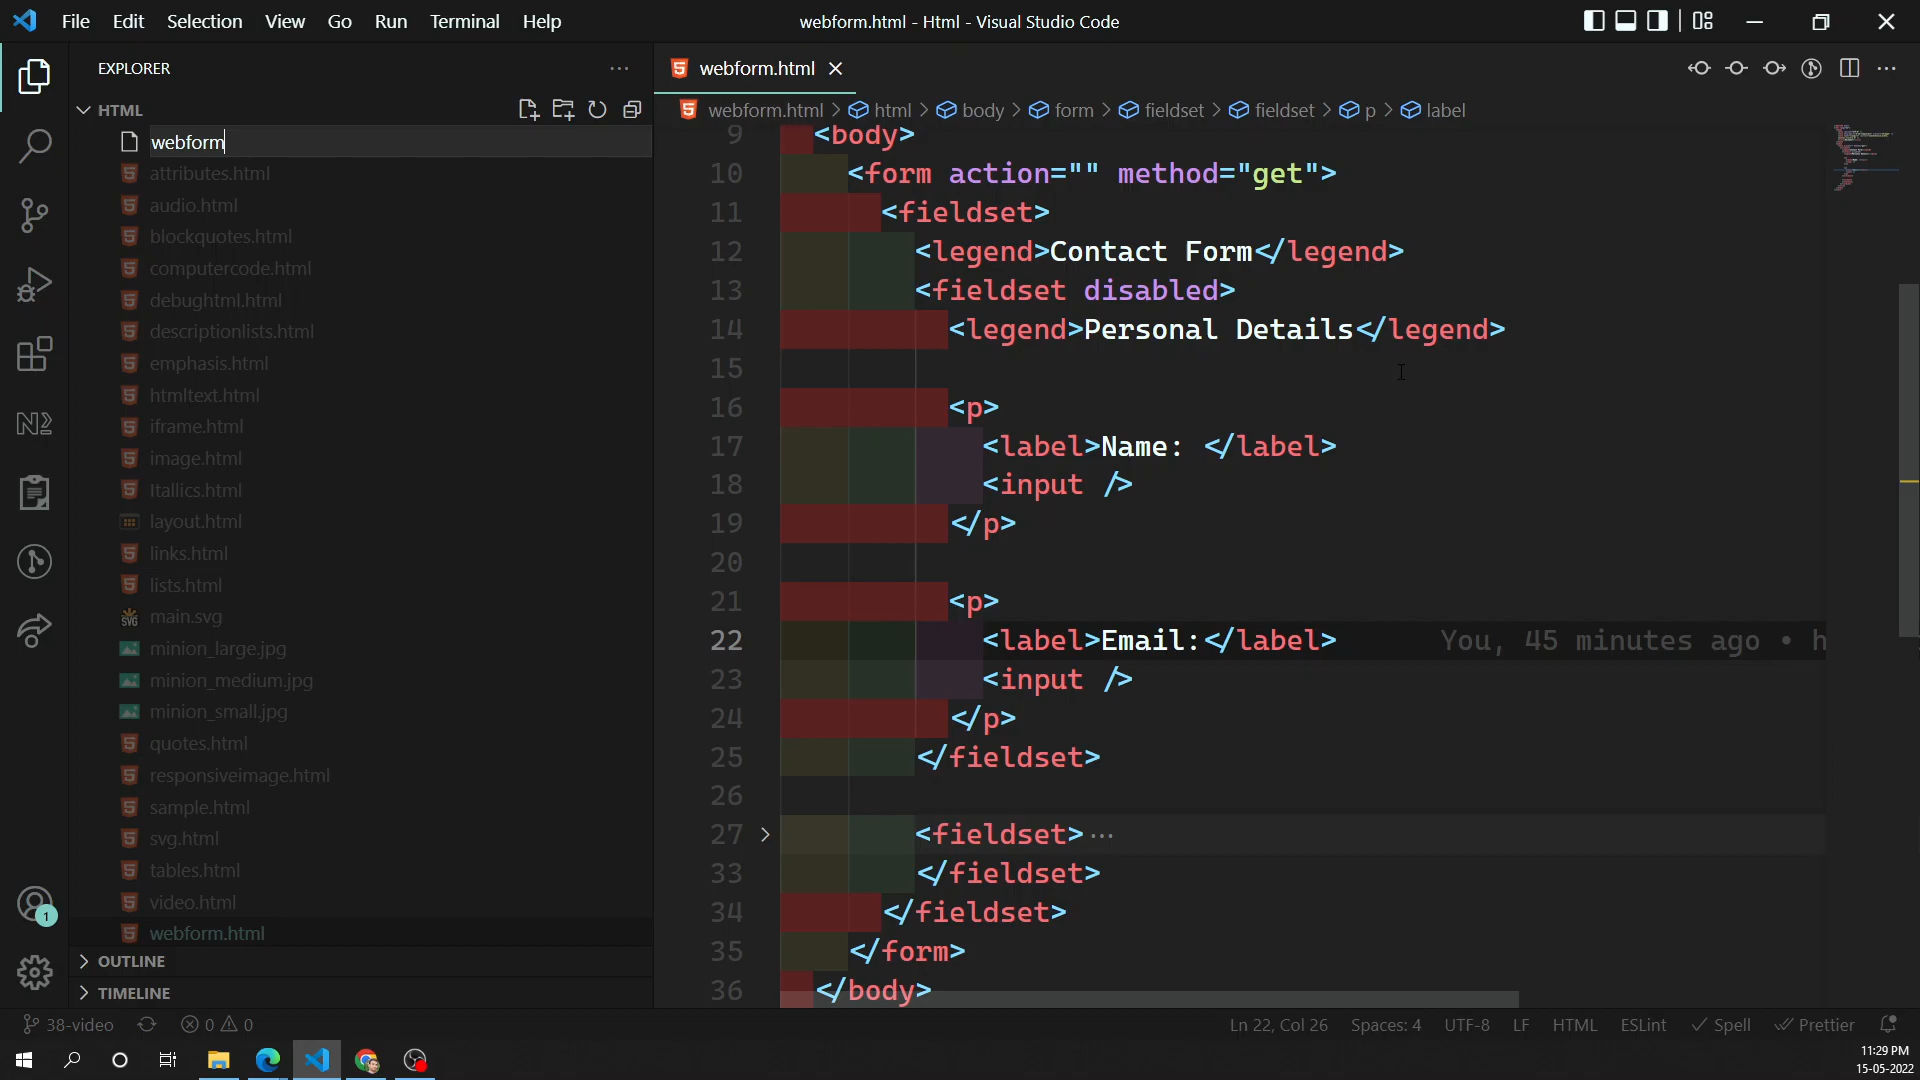 File Edit Selection View Go Run Terminal Help
webform.html - Html - Visual Studio Code
EXPLORER
HTML
webform
attributes.html
audio.html
blockquotes.html
computercode.html
debughtml.html
descriptionlists.html
emphasis.html
htmltext.html
iframe.html
image.html
Itallics.html
layout.html
links.html
lists.html
main.svg
minion_large.jpg
minion_medium.jpg
minion_small.jpg
quotes.html
responsiveimage.html
sample.html
svg.html
tables.html
video.html
webform.html
OUTLINE
TIMELINE
webform.html
webform.html > html > body > form > fieldset > fieldset > p > label
9 <body>
10 <form action="" method="get">
11 <fieldset>
12 <legend>Contact Form</legend>
13 <fieldset disabled>
14 <legend>Personal Details</legend>
15
16 <p>
17 <label>Name: </label>
18 <input />
19 </p>
20
21 <p>
22 <label>Email:</label> You, 45 minutes ago • h
23 <input />
24 </p>
25 </fieldset>
26
27 <fieldset>···
33 </fieldset>
34 </fieldset>
35 </form>
36 </body>
1
38-video 0 0 Ln 22, Col 26 Spaces: 4 UTF-8 LF HTML ESLint Spell Prettier
11:29 PM
15-05-2022